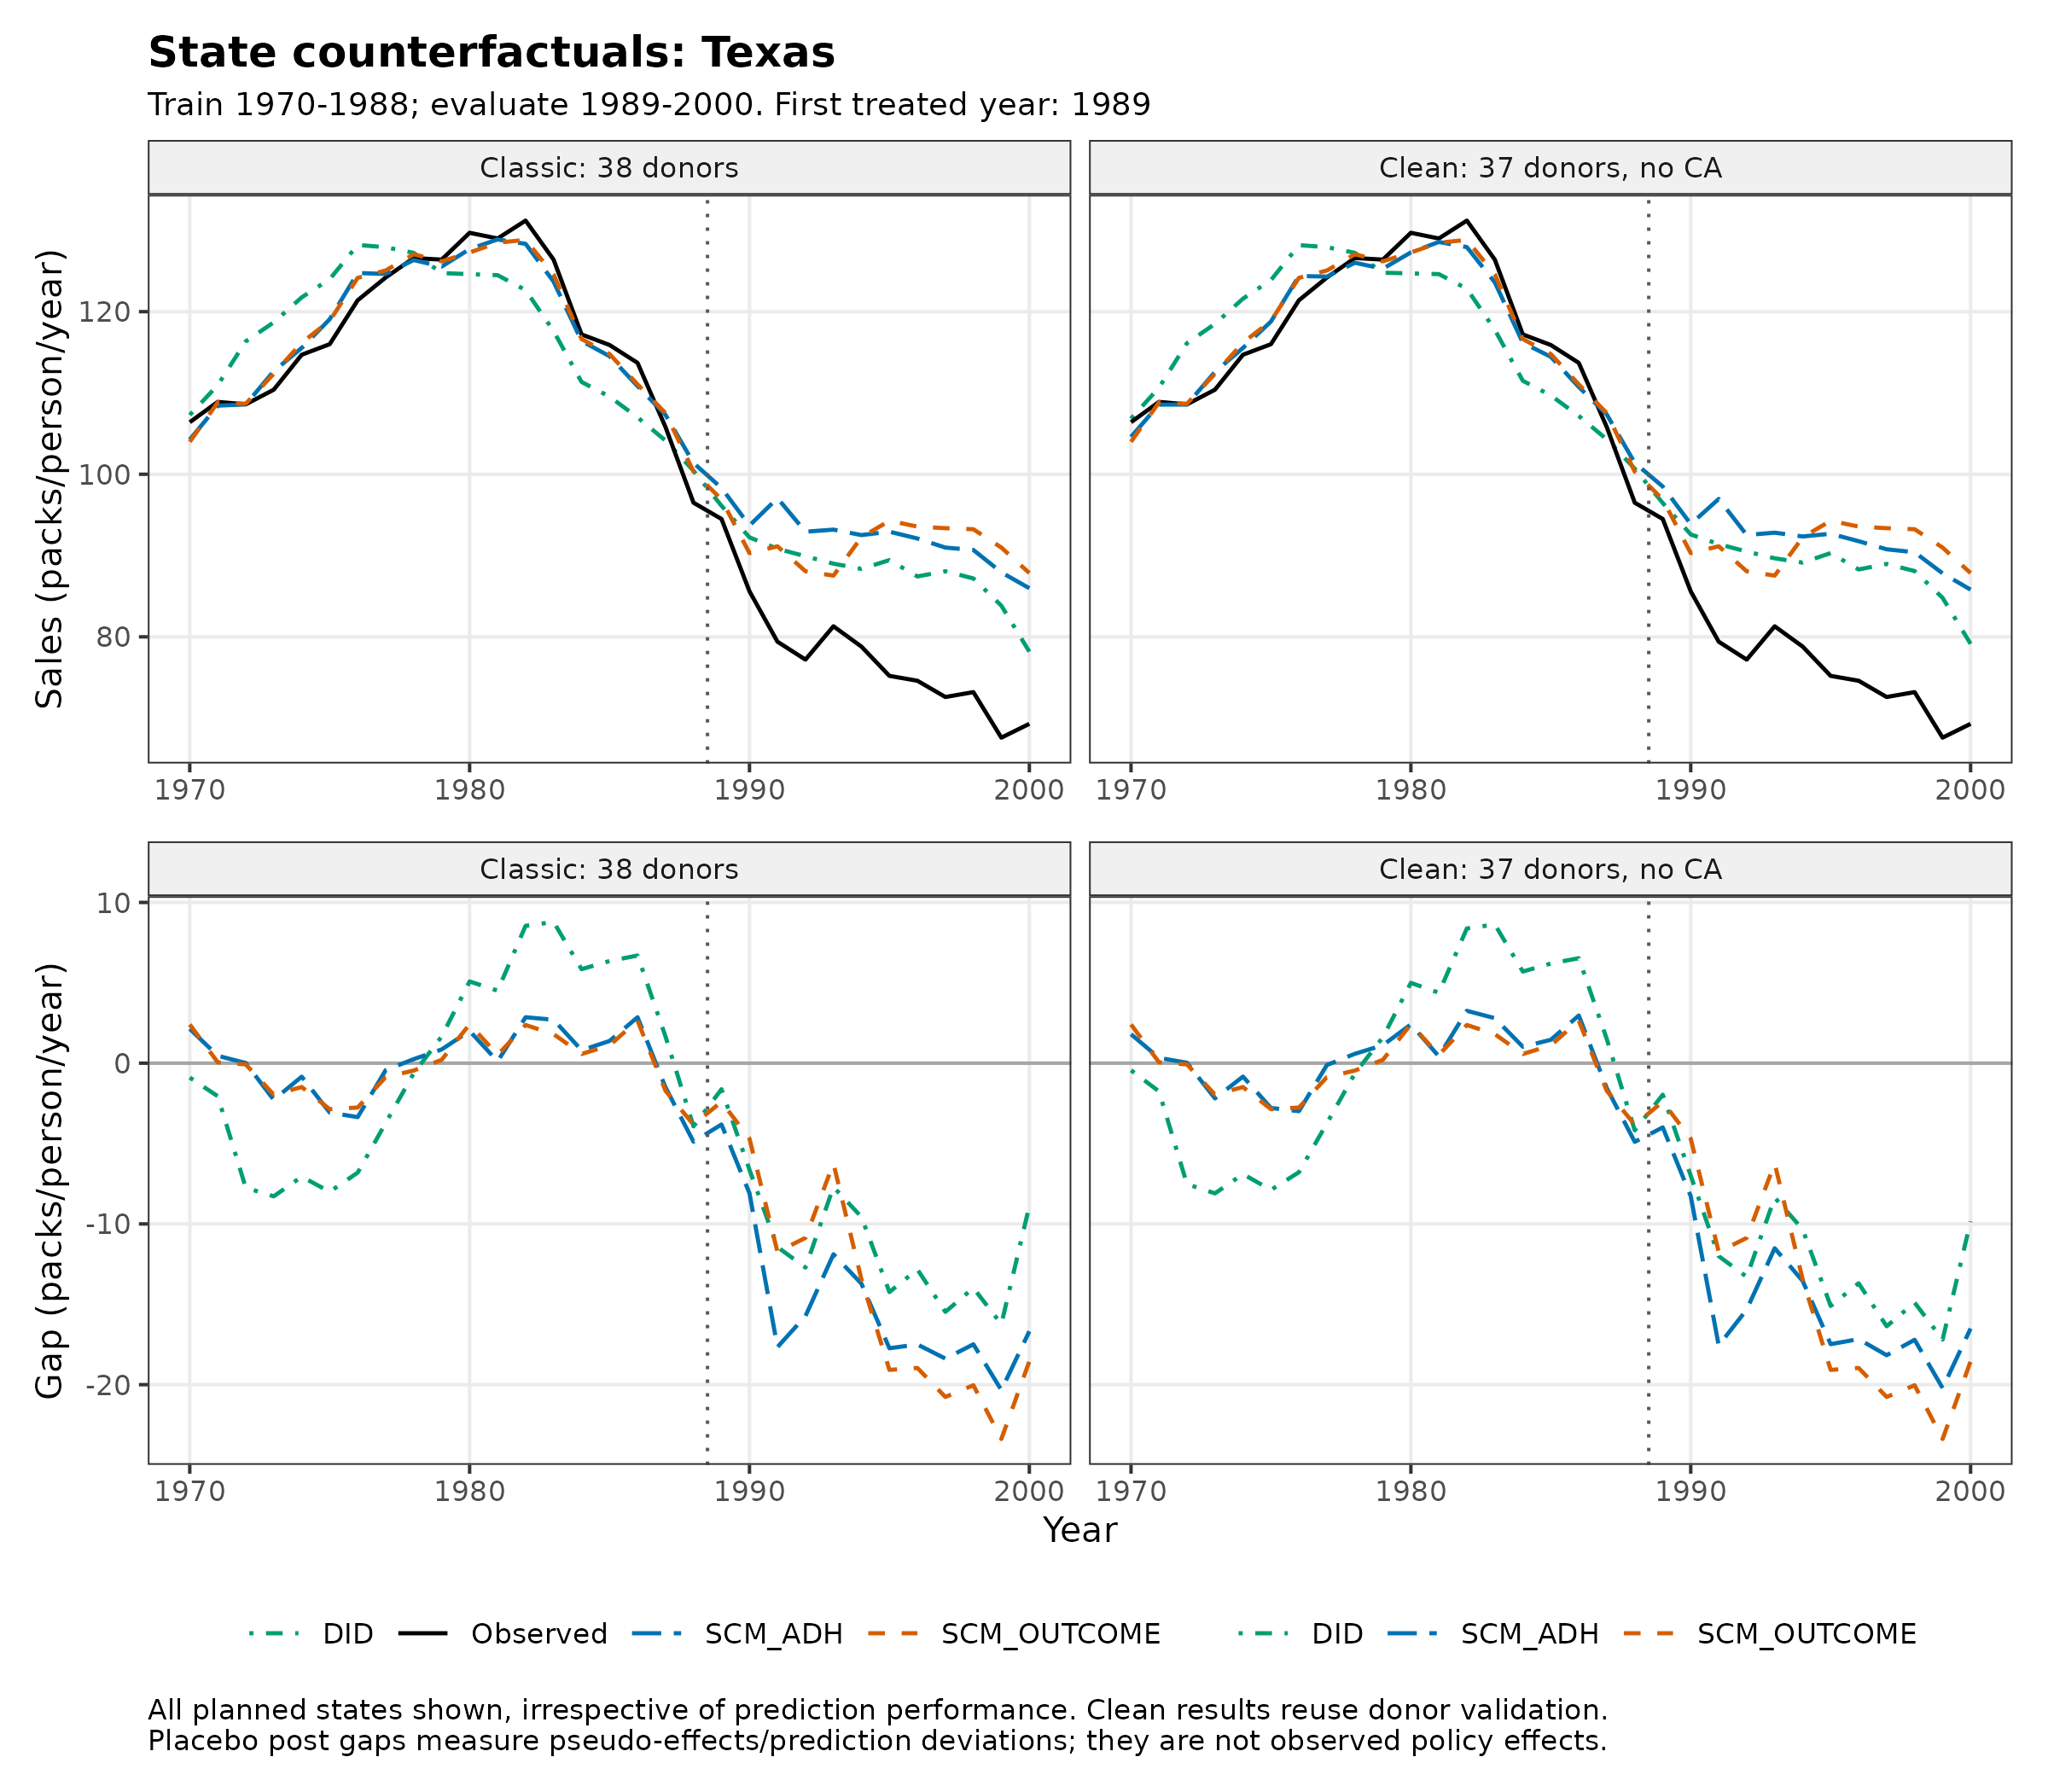 State counterfactuals: Texas
Train 1970-1988; evaluate 1989-2000. First treated year: 1989
Classic: 38 donors
Clean: 37 donors, no CA
Sales (packs/person/year)
120
100
80
1970
1980
1990
2000
1970
1980
1990
2000
Classic: 38 donors
Clean: 37 donors, no CA
Gap (packs/person/year)
10
0
-10
-20
1970
1980
1990
2000
1970
1980
1990
2000
Year
DID Observed SCM_ADH SCM_OUTCOME DID SCM_ADH SCM_OUTCOME
All planned states shown, irrespective of prediction performance. Clean results reuse donor validation.
Placebo post gaps measure pseudo-effects/prediction deviations; they are not observed policy effects.